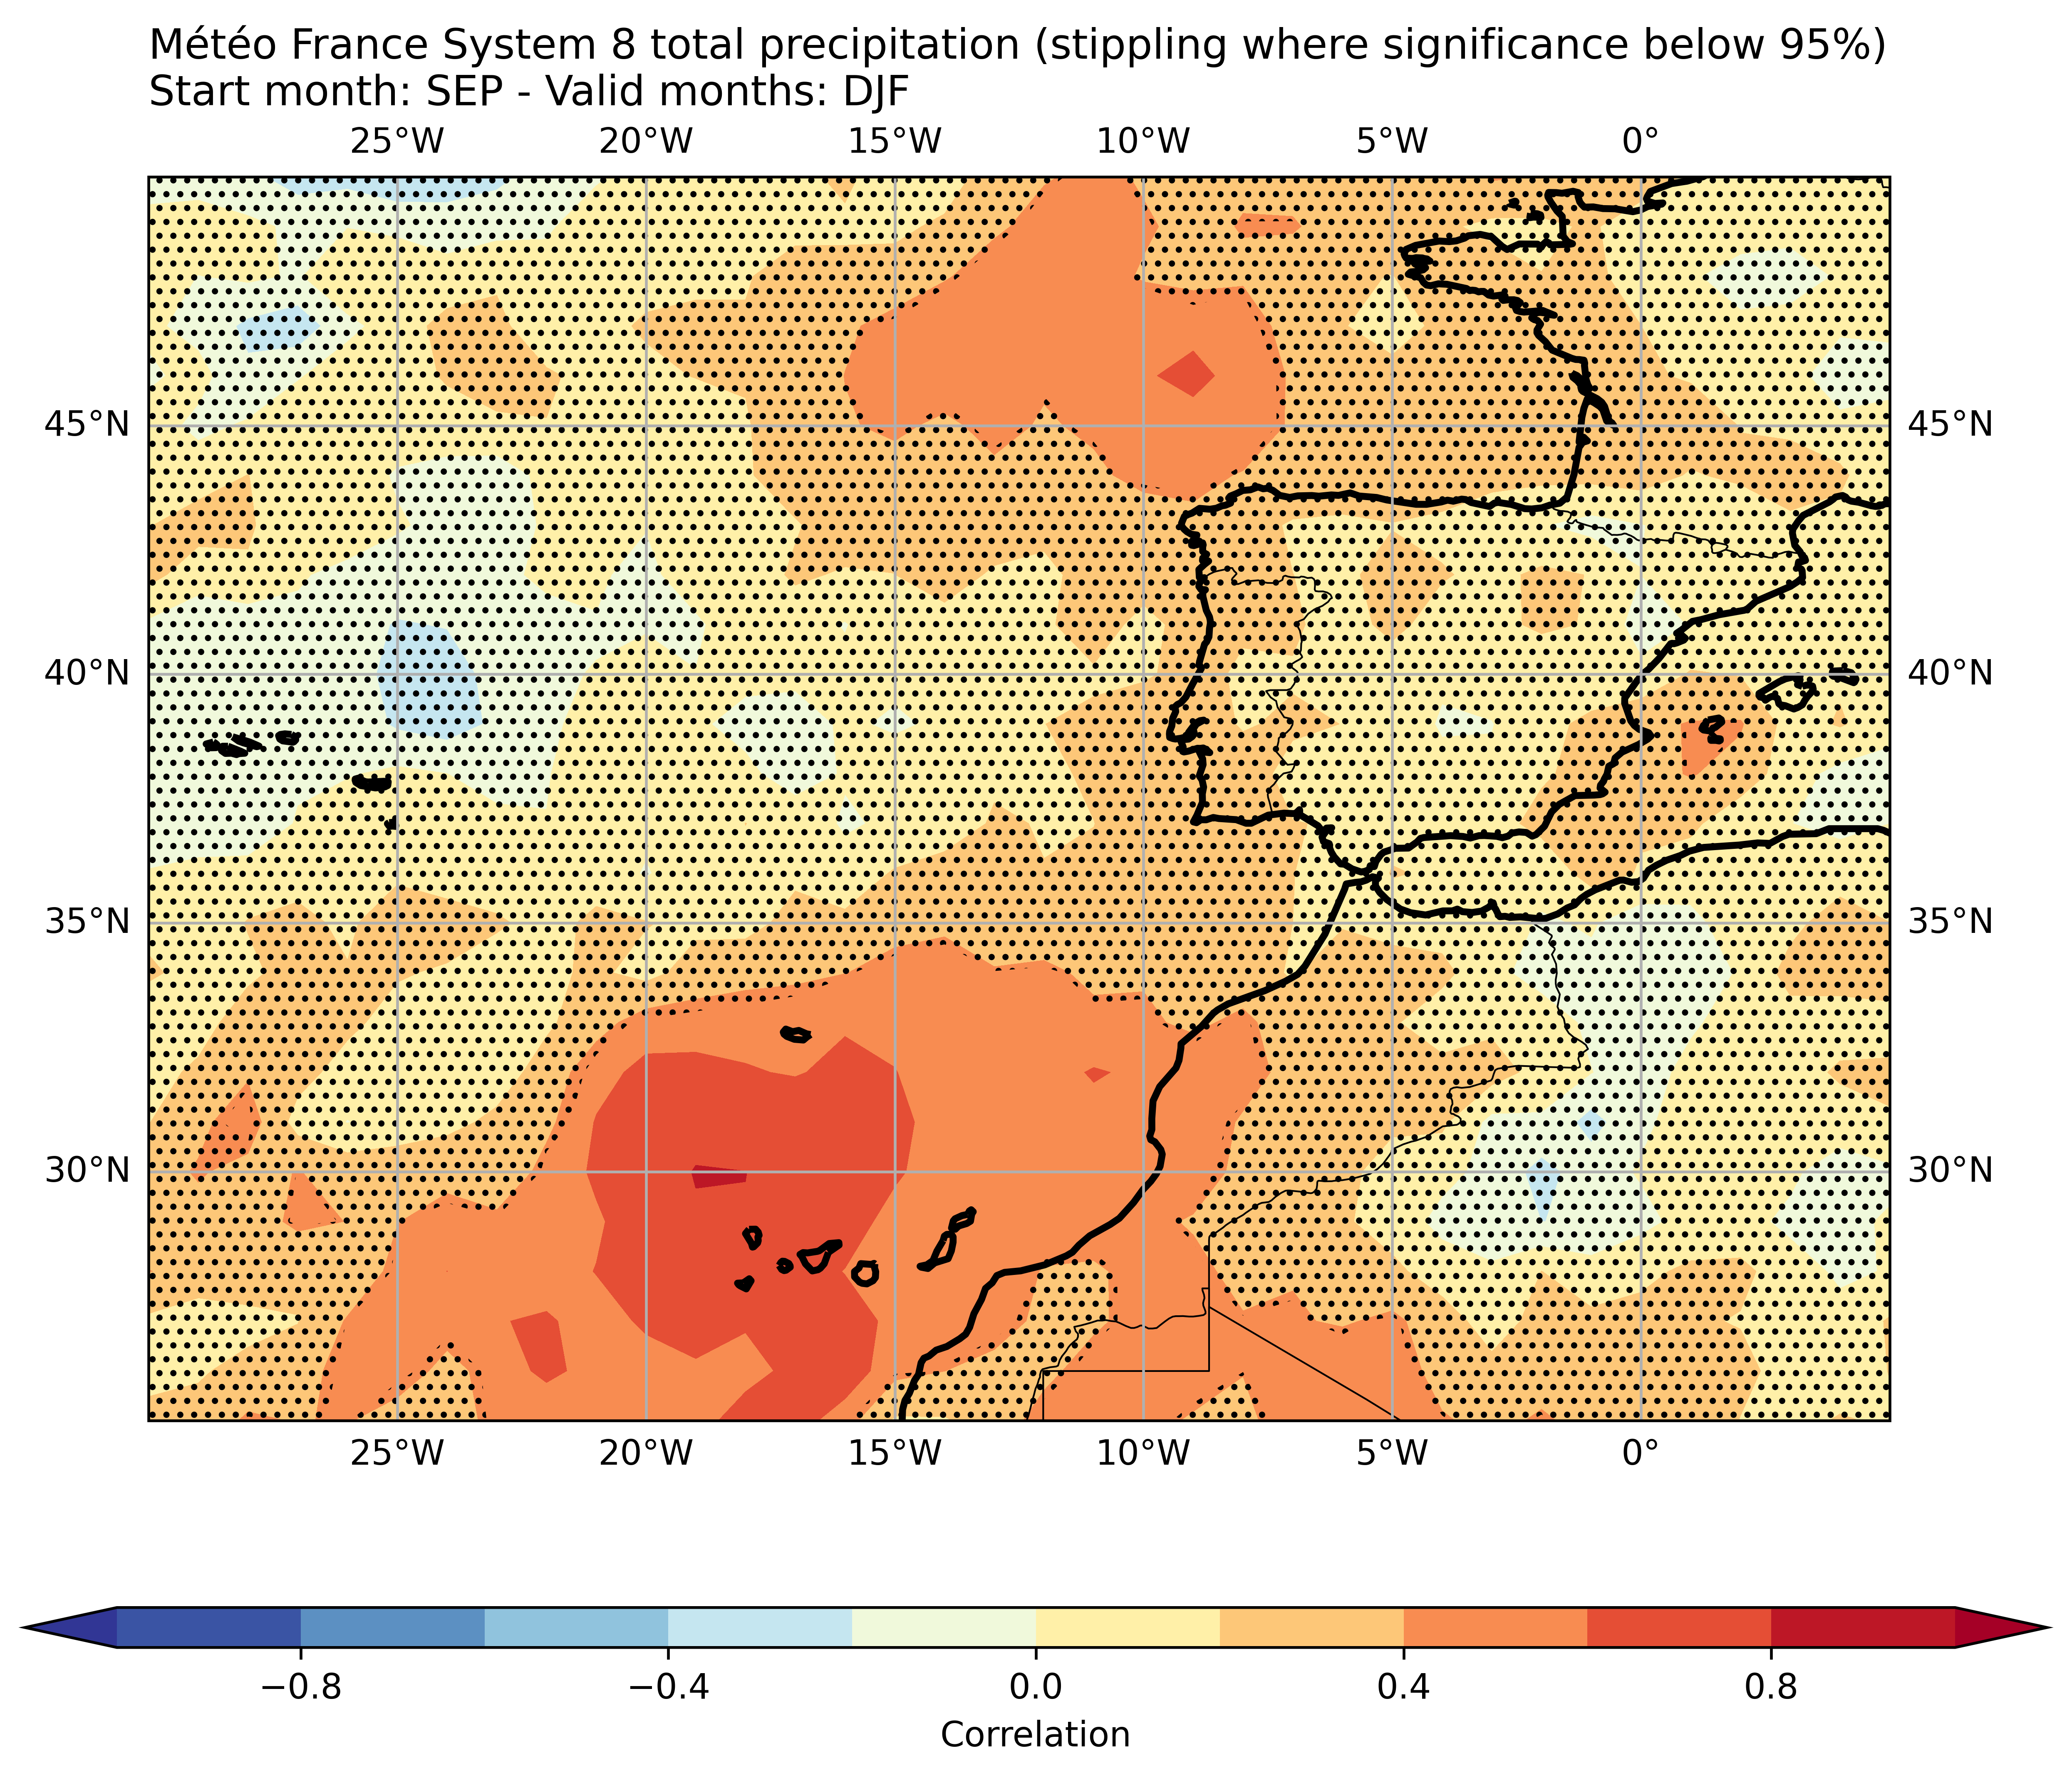 Météo France System 8 total precipitation (stippling where significance below 95%)
Start month: SEP - Valid months: DJF
25°W 20°W 15°W 10°W 5°W 0°
45°N 45°N
40°N 40°N
35°N 35°N
30°N 30°N
25°W 20°W 15°W 10°W 5°W 0°
−0.8 −0.4 0.0 0.4 0.8
Correlation